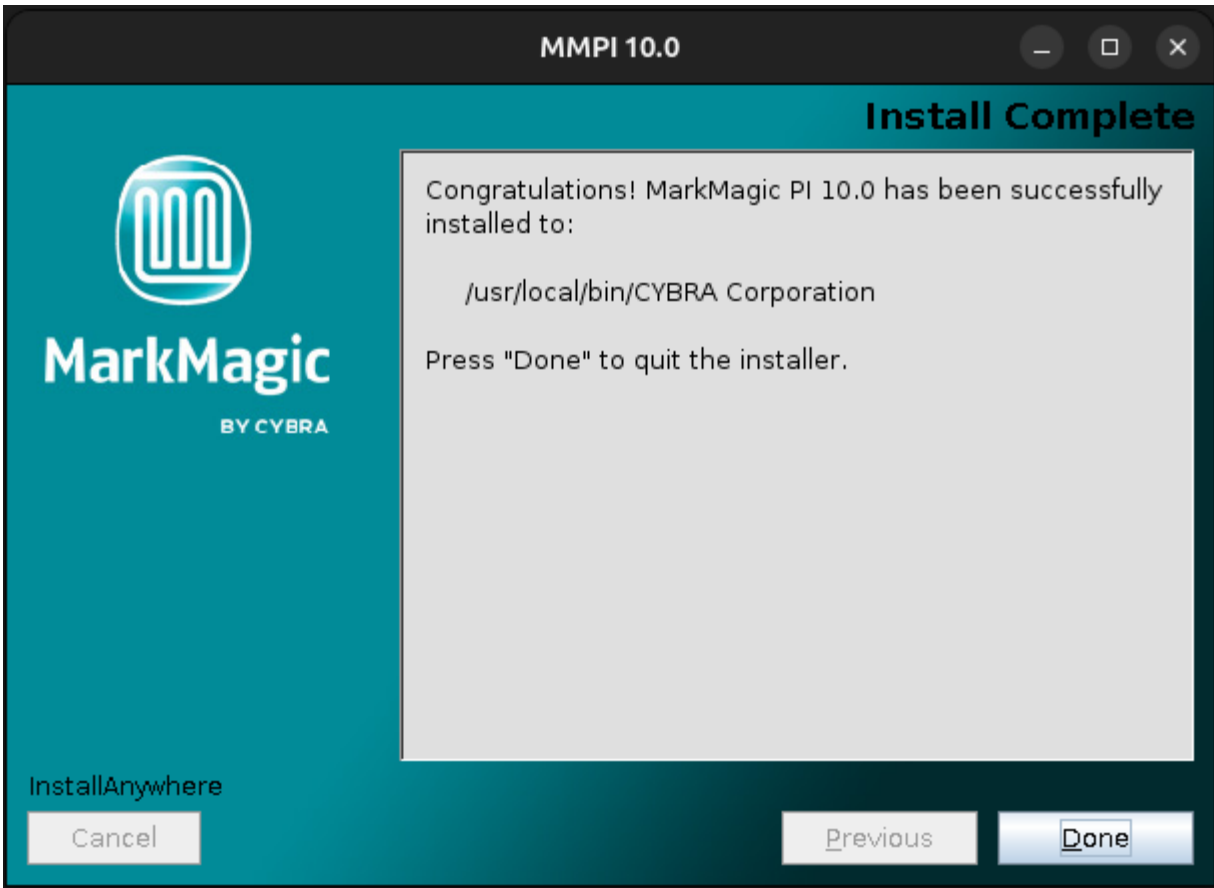 MMPI 10.0
Install Complete
MarkMagic
BY CYBRA
Congratulations! MarkMagic PI 10.0 has been successfully
installed to:
/usr/local/bin/CYBRA Corporation
Press "Done" to quit the installer.
InstallAnywhere
Cancel
Previous
Done